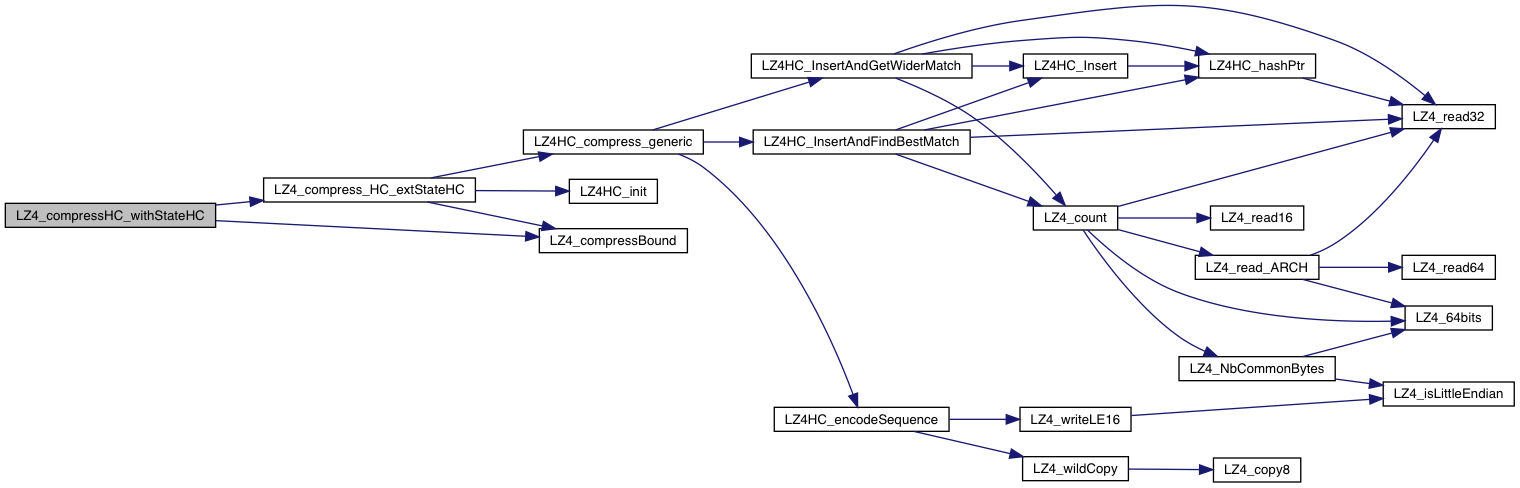 LZ4_compressHC_withStateHC
LZ4_compress_HC_extStateHC
LZ4_compressBound
LZ4HC_compress_generic
LZ4HC_init
LZ4HC_InsertAndGetWiderMatch
LZ4HC_InsertAndFindBestMatch
LZ4HC_encodeSequence
LZ4HC_Insert
LZ4_count
LZ4_writeLE16
LZ4_wildCopy
LZ4HC_hashPtr
LZ4_read16
LZ4_read_ARCH
LZ4_NbCommonBytes
LZ4_copy8
LZ4_read32
LZ4_read64
LZ4_64bits
LZ4_isLittleEndian